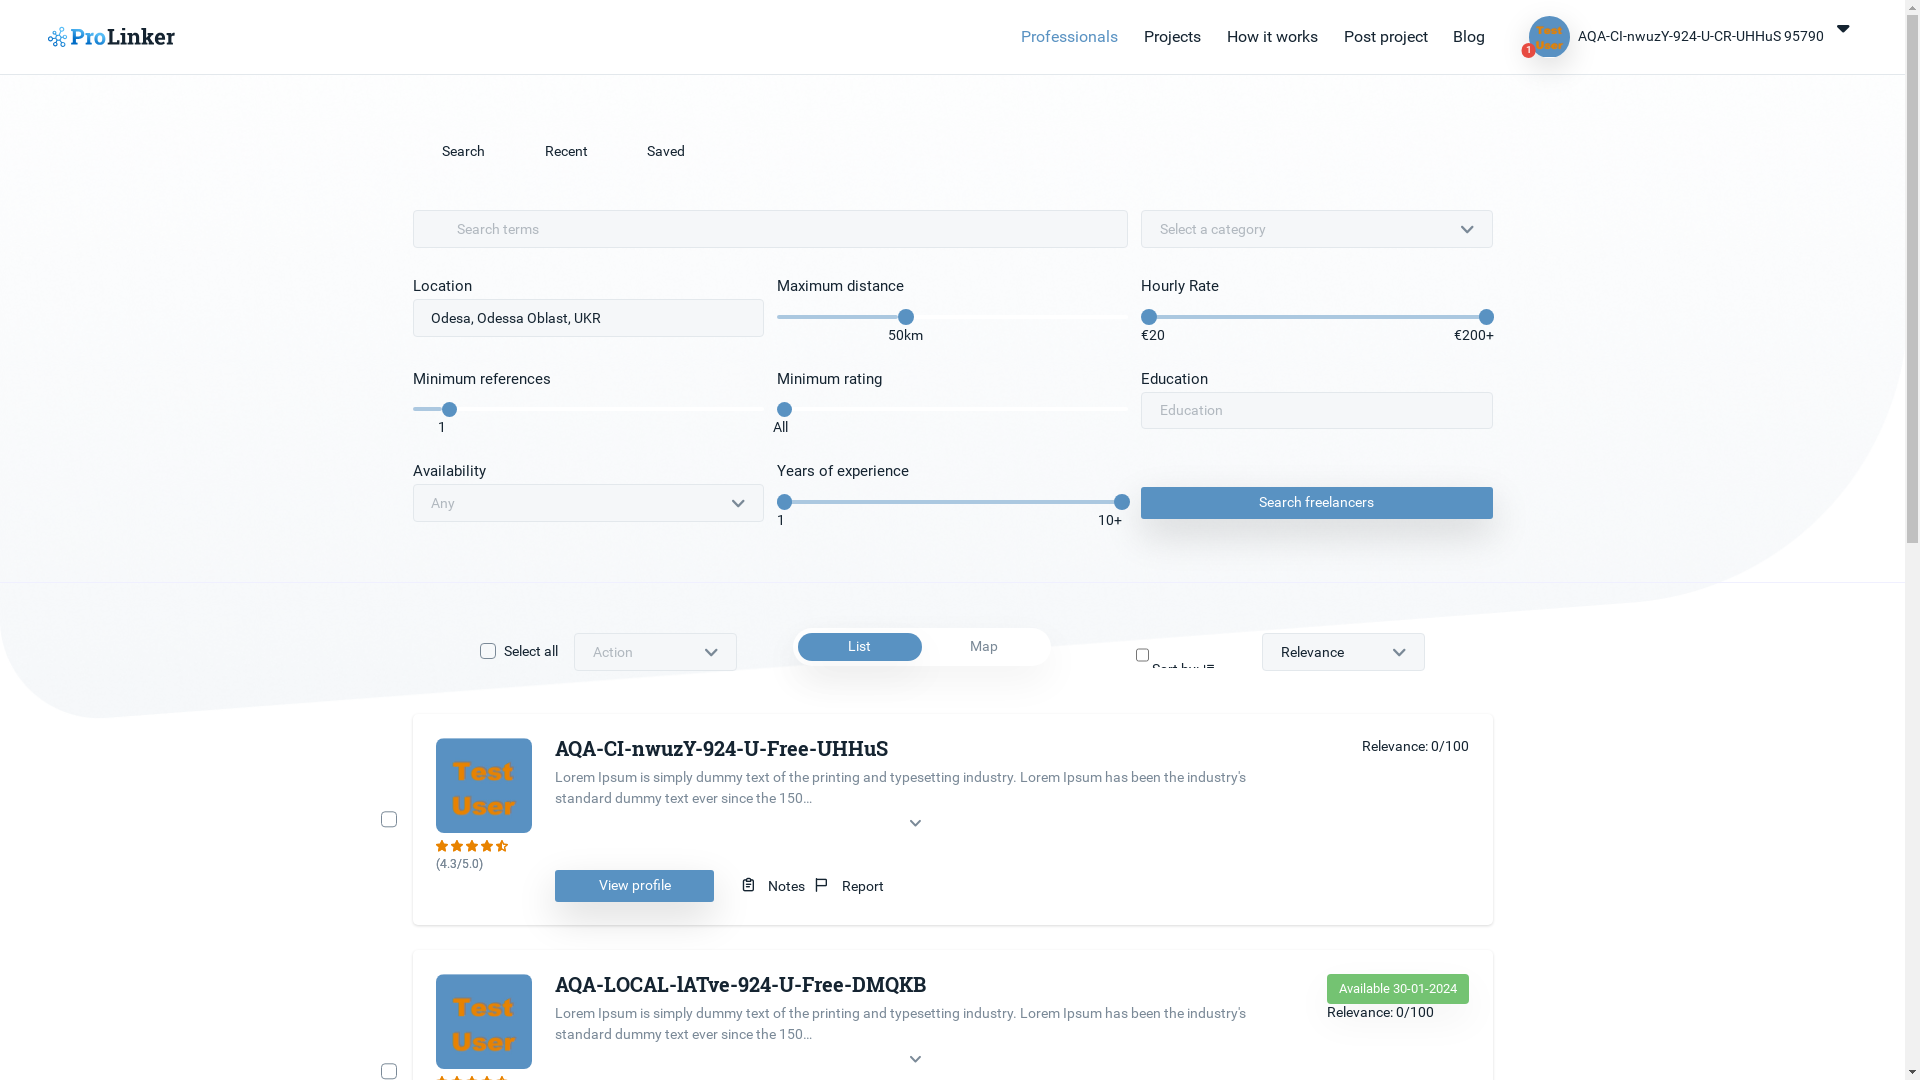 ProLinker
Professionals
Projects
How it works
Post project
Blog
Test
User
1
AQA-CI-nwuzY-924-U-CR-UHHuS 95790
Search
Recent
Saved
Search terms
Select a category
Location
Maximum distance
Hourly Rate
Odesa, Odessa Oblast, UKR
50km
€20
€200+
Minimum references
Minimum rating
Education
Education
1
All
Availability
Years of experience
Any
1
10+
Search freelancers
Select all
Action
List
Map
Sort by:
Relevance
Test
User
AQA-CI-nwuzY-924-U-Free-UHHuS
Relevance: 0/100
Lorem Ipsum is simply dummy text of the printing and typesetting industry. Lorem Ipsum has been the industry's
standard dummy text ever since the 150...
(4.3/5.0)
View profile
Notes
Report
Test
User
AQA-LOCAL-lATve-924-U-Free-DMQKB
Available 30-01-2024
Relevance: 0/100
Lorem Ipsum is simply dummy text of the printing and typesetting industry. Lorem Ipsum has been the industry's
standard dummy text ever since the 150...